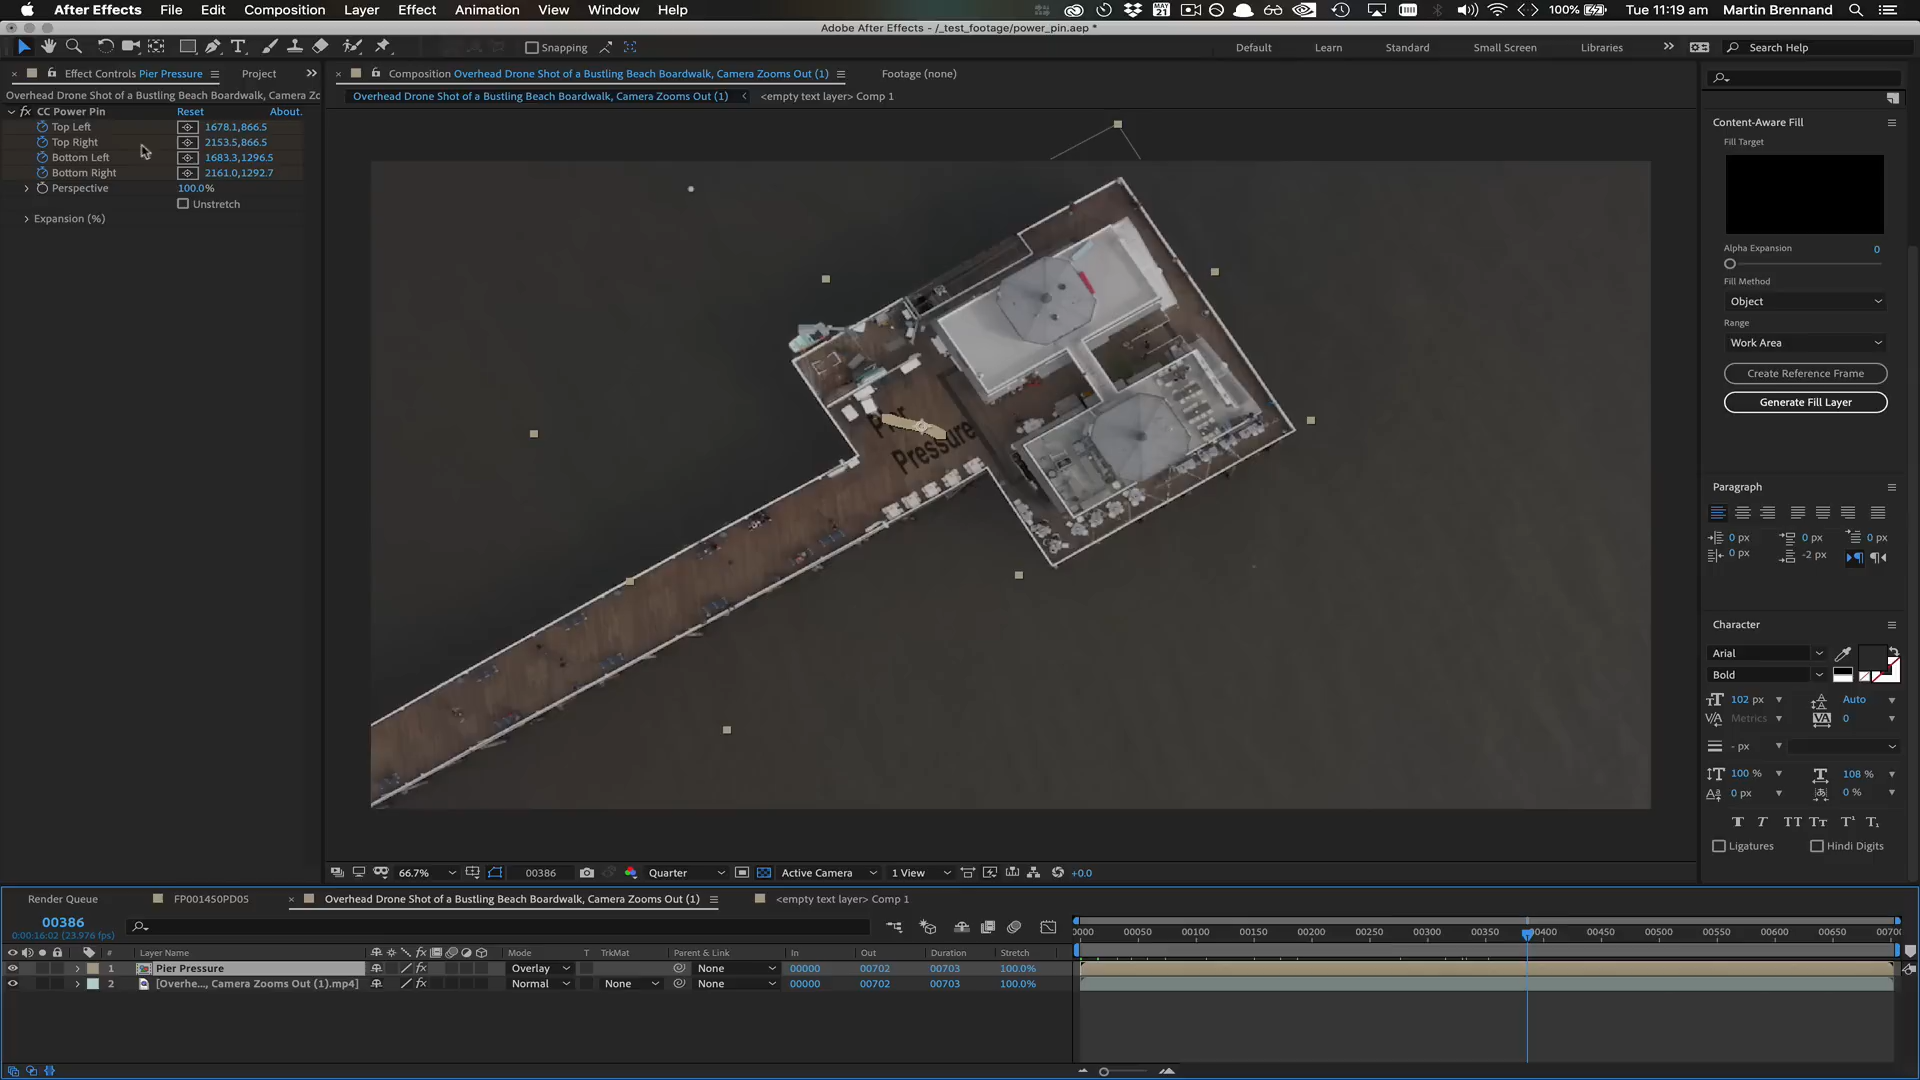 After Effects File Edit Composition Layer Effect Animation View Window Help
MAY 21 100% Tue 11:19 am Martin Brennand
Adobe After Effects - /_test_footage/power_pin.aep *
Snapping Default Learn Standard Small Screen Libraries Search Help
Effect Controls Pier Pressure Project
Composition Overhead Drone Shot of a Bustling Beach Boardwalk, Camera Zooms Out (1) Footage (none)
Overhead Drone Shot of a Bustling Beach Boardwalk, Camera Zo
Overhead Drone Shot of a Bustling Beach Boardwalk, Camera Zooms Out (1) <empty text layer> Comp 1
fx CC Power Pin Reset About.
Top Left 1678.1,866.5
Top Right 2153.5,866.5
Bottom Left 1683.3,1296.5
Bottom Right 2161.0,1292.7
Perspective 100.0%
Unstretch
Expansion (%)
Pressure
Content-Aware Fill
Fill Target
Alpha Expansion 0
Fill Method
Object
Range
Work Area
Create Reference Frame
Generate Fill Layer
Paragraph
0 px 0 px 0 px
0 px -2 px
Character
Arial
Bold
102 px Auto
Metrics 0
- px
100 % 108 %
0 px 0 %
T T TT Tt T¹ T₁
Ligatures Hindi Digits
66.7% 00386 Quarter Active Camera 1 View +0.0
Render Queue FP001450PD05 Overhead Drone Shot of a Bustling Beach Boardwalk, Camera Zooms Out (1) <empty text layer> Comp 1
00386
0:00:16:02 (23.976 fps)
0000 00050 00100 00150 00200 00250 00300 00350 00400 00450 00500 00550 00600 00650 0070
# Layer Name Mode T TrkMat Parent & Link In Out Duration Stretch
1 Pier Pressure Overlay None 00000 00702 00703 100.0%
2 [Overhe..., Camera Zooms Out (1).mp4] Normal None None 00000 00702 00703 100.0%